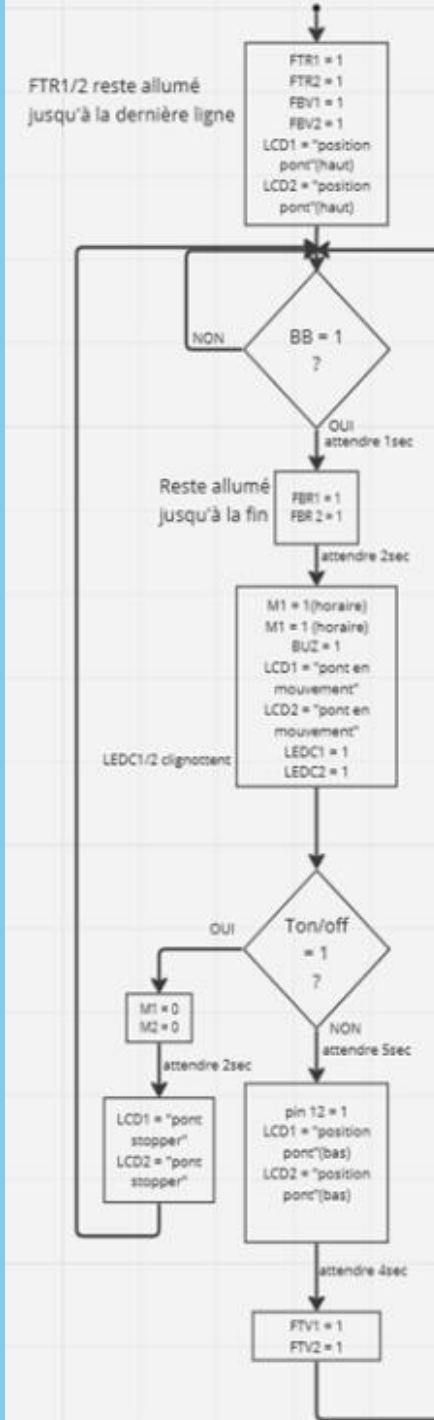 FTR1/2 reste allumé
jusqu'à la dernière ligne
FTR1 = 1
FTR2 = 1
FBV1 = 1
FBV2 = 1
LCD1 = "position
pont"(haut)
LCD2 = "position
pont"(haut)
NON
BB = 1
?
OUI
attendre 1sec
Reste allumé
jusqu'à la fin
FBR1 = 1
FBR 2 = 1
attendre 2sec
M1 = 1(horaire)
M1 = 1 (horaire)
BUZ = 1
LCD1 = "pont en
mouvement"
LCD2 = "pont en
mouvement"
LEDC1 = 1
LEDC2 = 1
LEDC1/2 clignottent
OUI
Ton/off
= 1
?
NON
attendre 5sec
M1 = 0
M2 = 0
attendre 2sec
LCD1 = "pont
stopper"
LCD2 = "pont
stopper"
pin 12 = 1
LCD1 = "position
pont"(bas)
LCD2 = "position
pont"(bas)
attendre 4sec
FTV1 = 1
FTV2 = 1